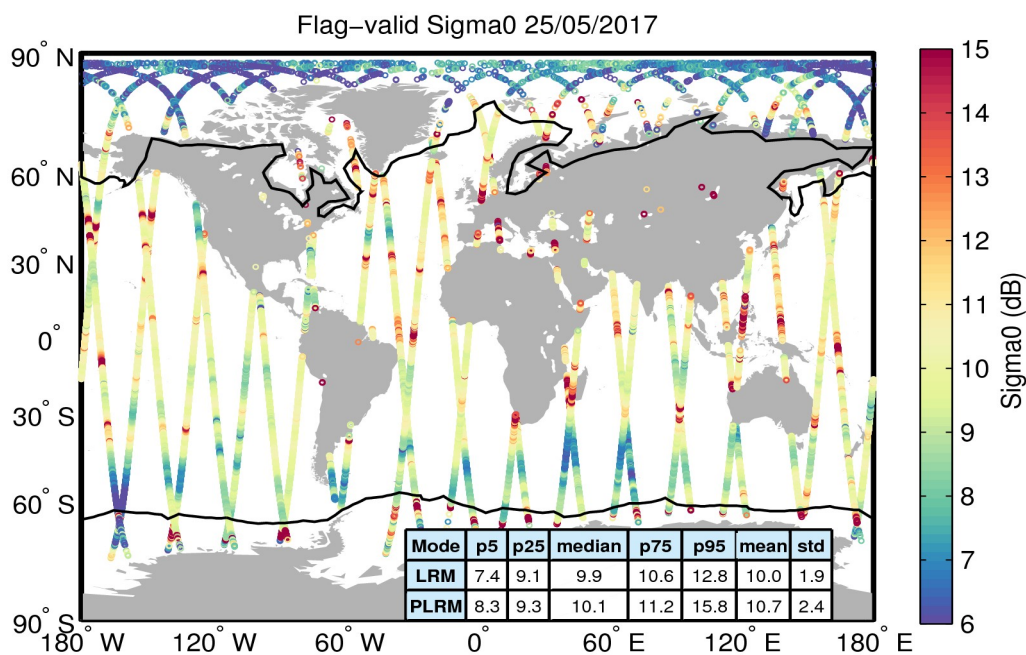 Flag−valid Sigma0 25/05/2017
90° N
60° N
30° N
0°
30° S
60° S
90° S
180° W
120° W
60° W
0°
60° E
120° E
180° E
15
14
13
12
11
10
9
8
7
6
Sigma0 (dB)
Mode p5 p25 median p75 p95 mean std
LRM 7.4 9.1 9.9 10.6 12.8 10.0 1.9
PLRM 8.3 9.3 10.1 11.2 15.8 10.7 2.4